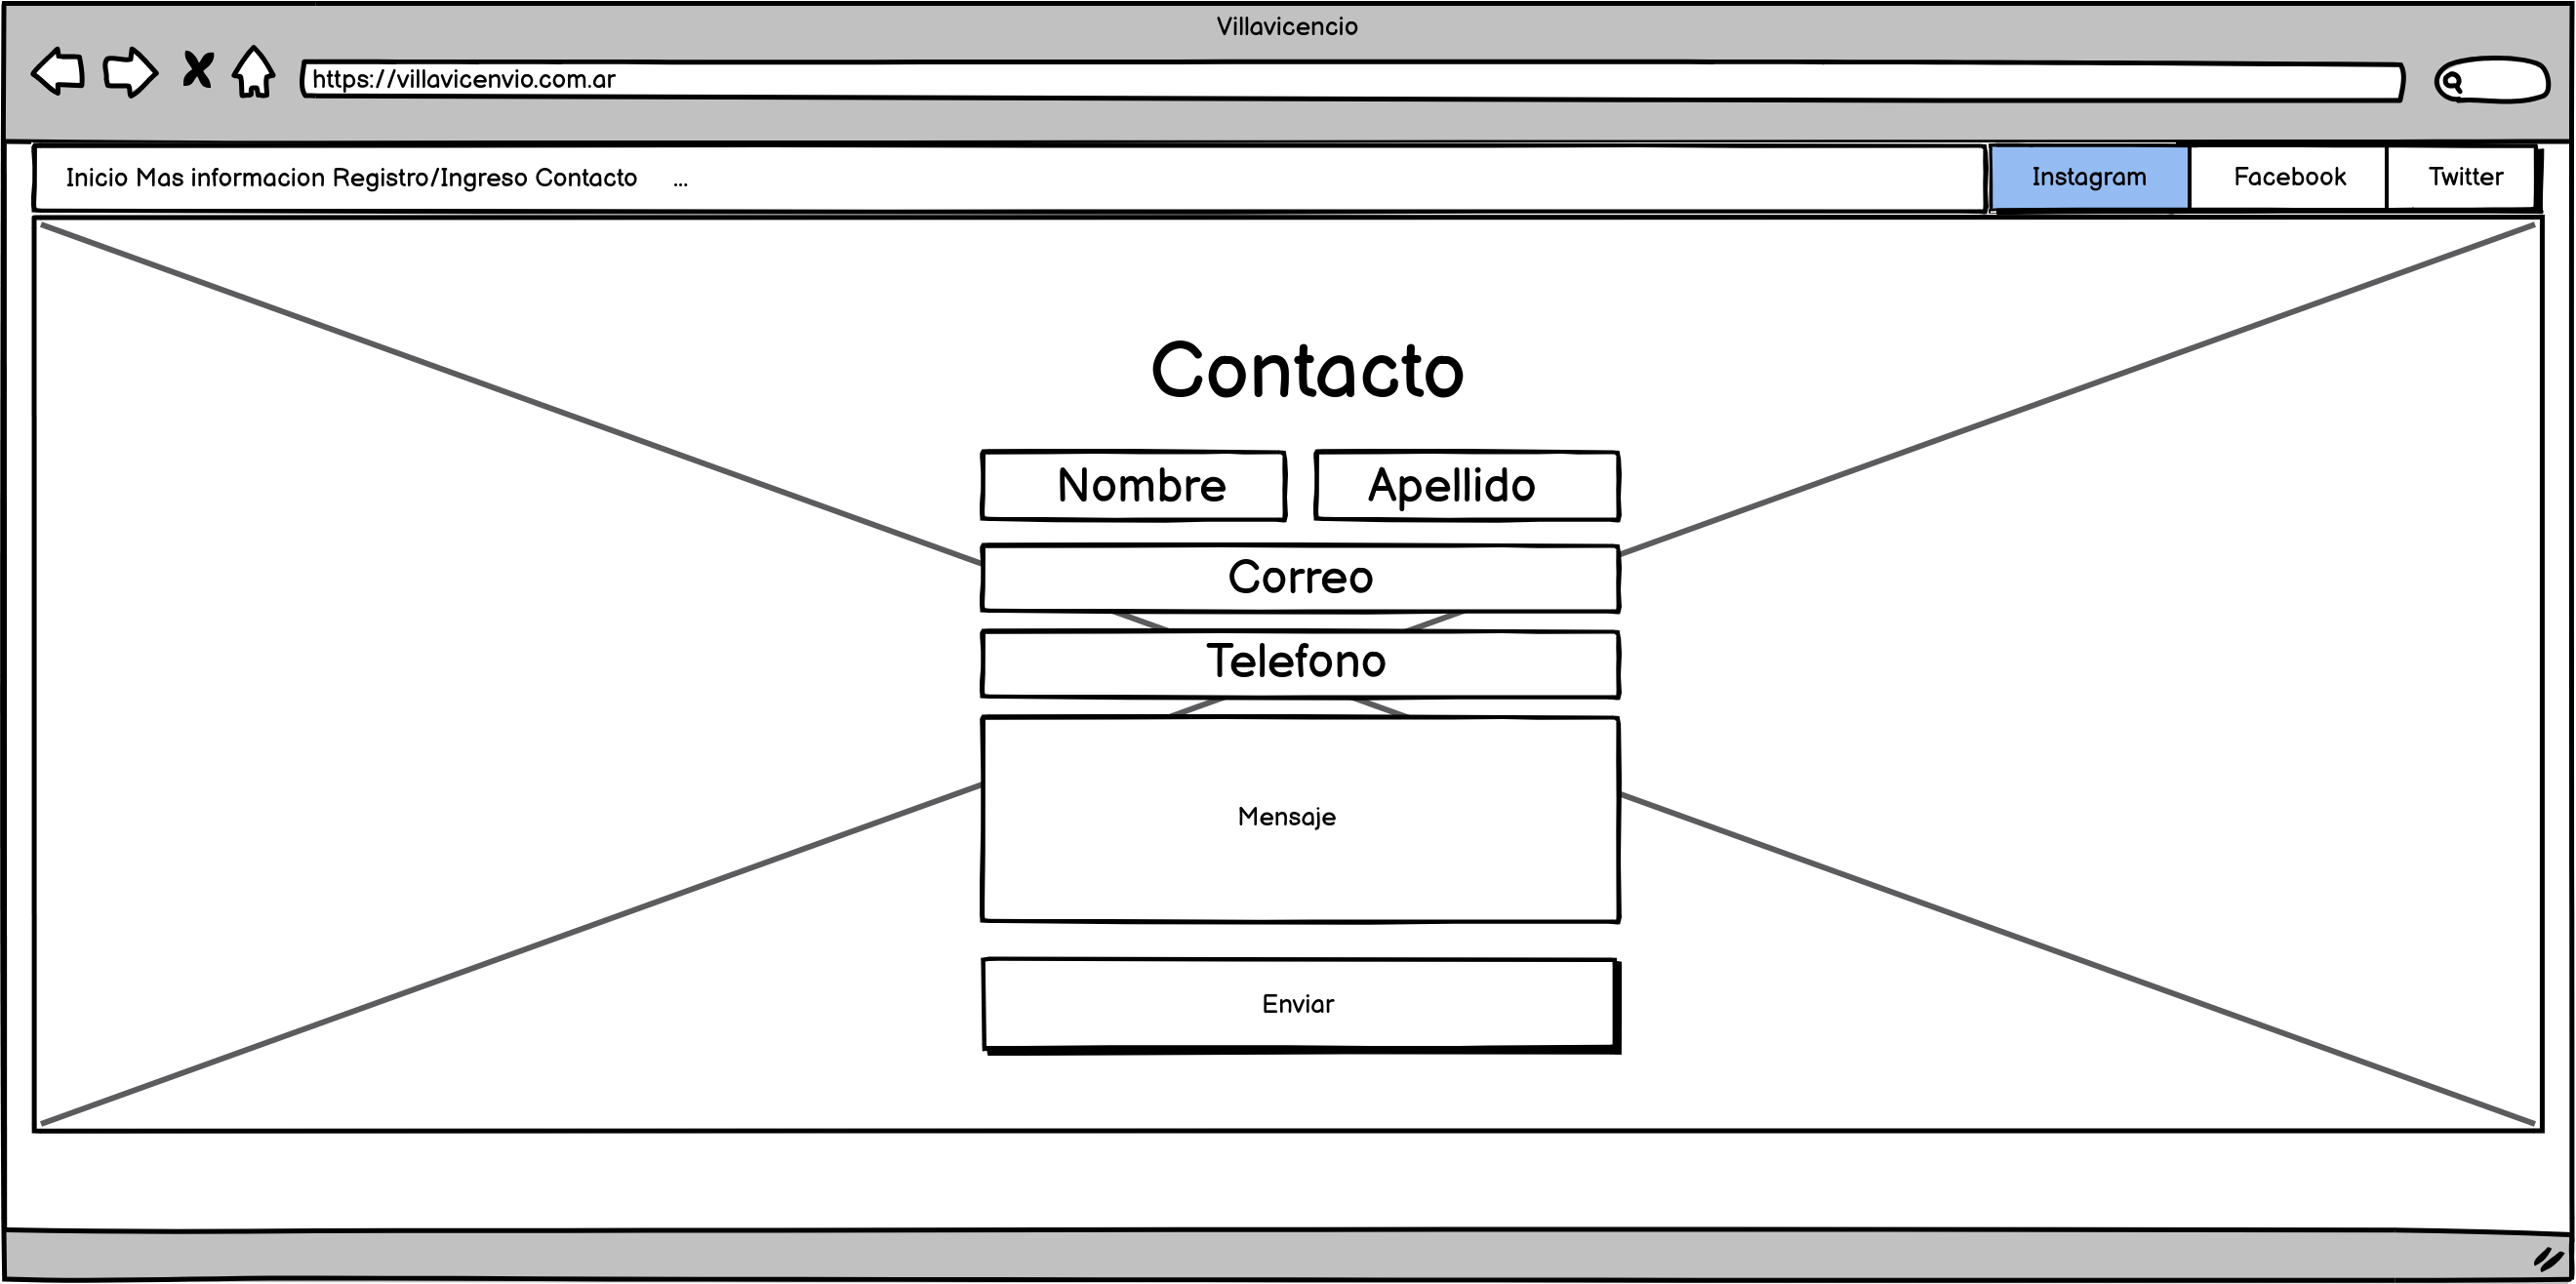 Villavicencio
https://villavicenvio.com.ar
Inicio Mas informacion Registro/Ingreso Contacto ...
Instagram Facebook Twitter
Contacto
Nombre Apellido
Correo
Telefono
Mensaje
Enviar